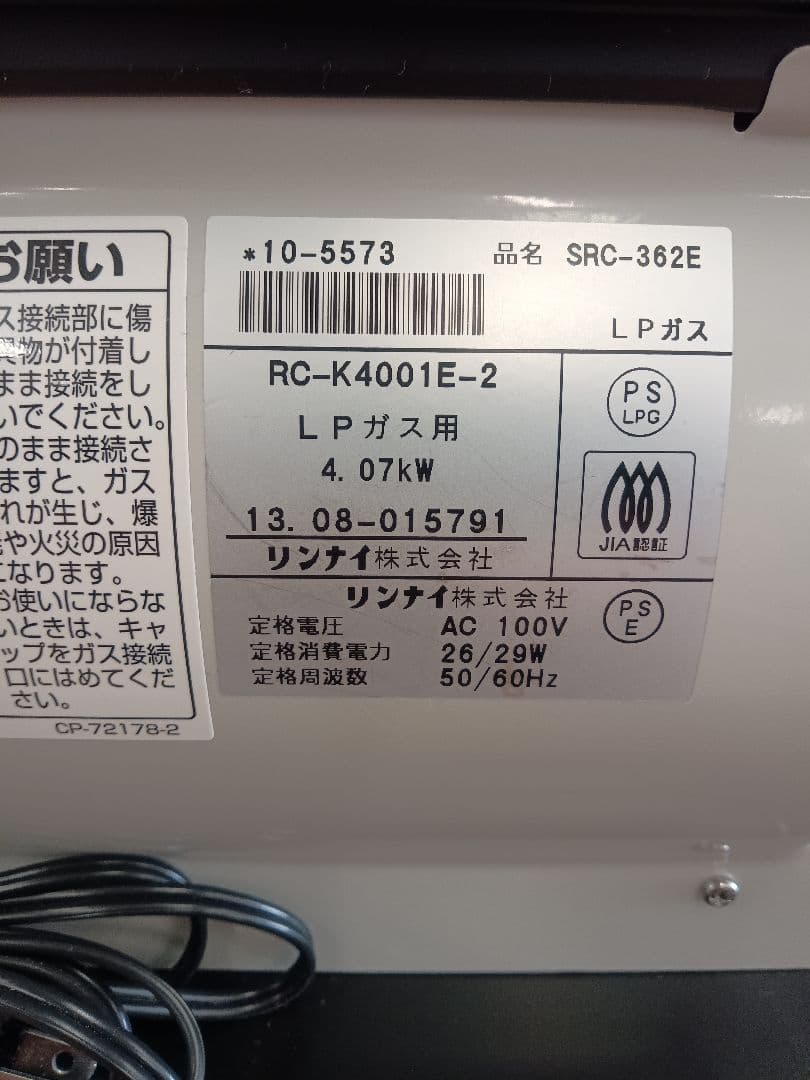 お願い
ス接続部に傷
異物が付着し
まま接続をし
いでください。
のまま接続さ
ますと、ガス
れが生じ、爆
や火災の原因
になります。
お使いにならな
いときは、キャ
ップをガス接続
口にはめてくだ
さい。
CP-72178-2
*10-5573
品名 SRC-362E
LPガス
RC-K4001E-2
LPガス用
4.07kW
13.08-015791
リンナイ株式会社
PS
LPG
JIA認証
リンナイ株式会社
定格電圧 AC 100V
定格消費電力 26/29W
定格周波数 50/60Hz
PS
E